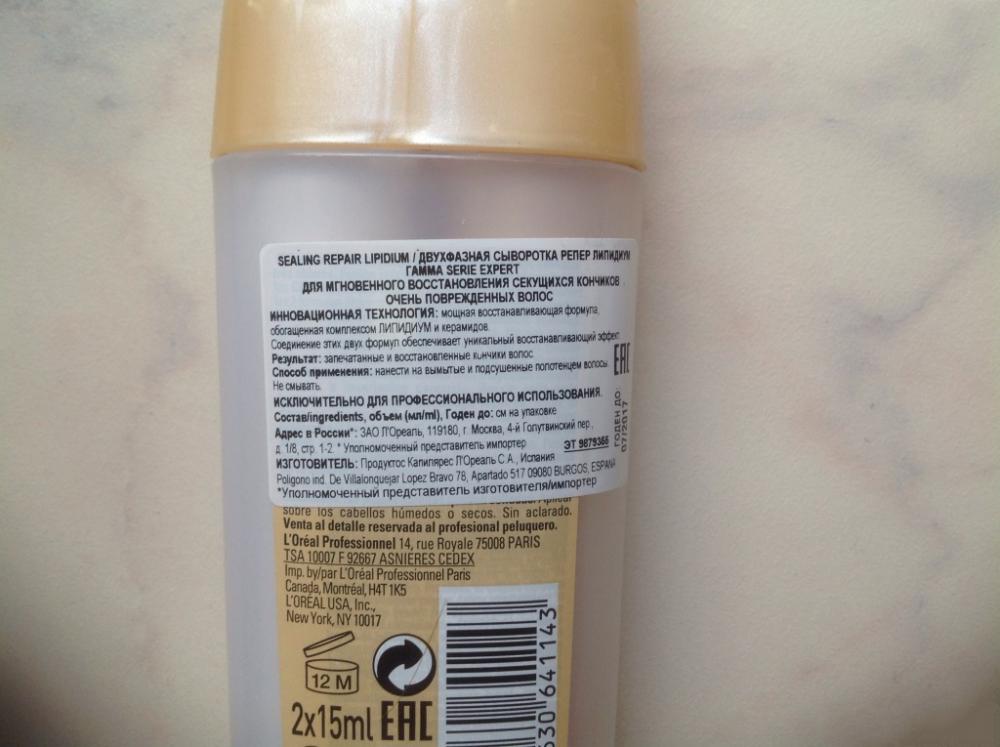 SEALING REPAIR LIPIDIUM / ДВУХФАЗНАЯ СЫВОРОТКА РЕПЕР ЛИПИДИУМ
ГАММА SERIE EXPERT
ДЛЯ МГНОВЕННОГО ВОССТАНОВЛЕНИЯ СЕКУЩИХСЯ КОНЧИКОВ
ОЧЕНЬ ПОВРЕЖДЕННЫХ ВОЛОС
ИННОВАЦИОННАЯ ТЕХНОЛОГИЯ: мощная восстанавливающая формула,
обогащенная комплексом ЛИПИДИУМ и керамидов.
Соединение этих двух формул обеспечивает уникальный восстанавливающий эффект.
Результат: запечатанные и восстановленные кончики волос
Способ применения: нанести на вымытые и подсушенные полотенцем волосы
Не смывать.
ИСКЛЮЧИТЕЛЬНО ДЛЯ ПРОФЕССИОНАЛЬНОГО ИСПОЛЬЗОВАНИЯ.
Состав/ingredients, объем (мл/ml), Годен до: см на упаковке
Адрес в России*: ЗАО Л'Ореаль, 119180, г. Москва, 4-й Голутвинский пер.,
д. 1/8, стр. 1-2. * Уполномоченный представитель импортер
ЭТ 9879366
ИЗГОТОВИТЕЛЬ: Продуктос Капилярес Л'Ореаль С.А., Испания
Poligono ind. De Villalonquejar Lopez Bravo 78, Apartado 517 09080 BURGOS, ESPANA
*Уполномоченный представитель изготовителя/импортер
EAC
ГОДЕН ДО:
07/2017
sobre los cabellos húmedos o secos. Sin aclarado.
Venta al detalle reservada al profesional peluquero.
L'Oréal Professionnel 14, rue Royale 75008 PARIS
TSA 10007 F 92667 ASNIERES CEDEX
Imp. by/par L'Oréal Professionnel Paris
Canada, Montréal, H4T 1K5
L'ORÉAL USA, Inc.,
New York, NY 10017
12 M
2x15ml EAC
630 641143